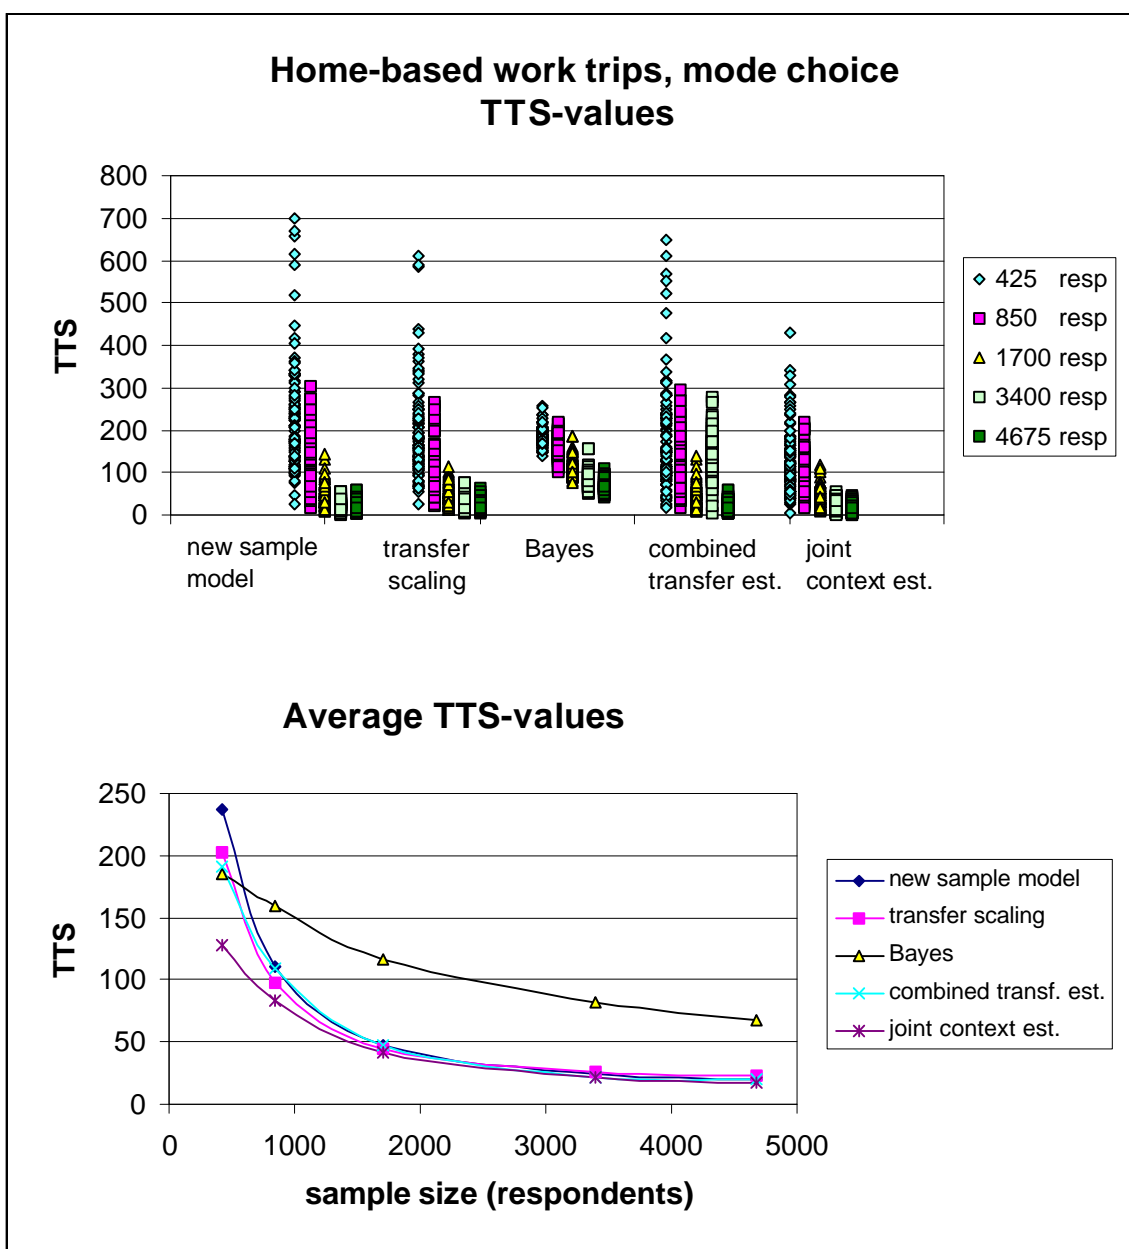 Home-based work trips, mode choice
TTS-values
800
700
600
500
400
300
200
100
0
TTS
new sample
model
transfer
scaling
Bayes
combined
transfer est.
joint
context est.
425 resp
850 resp
1700 resp
3400 resp
4675 resp
Average TTS-values
250
200
150
100
50
0
TTS
0 1000 2000 3000 4000 5000
sample size (respondents)
new sample model
transfer scaling
Bayes
combined transf. est.
joint context est.